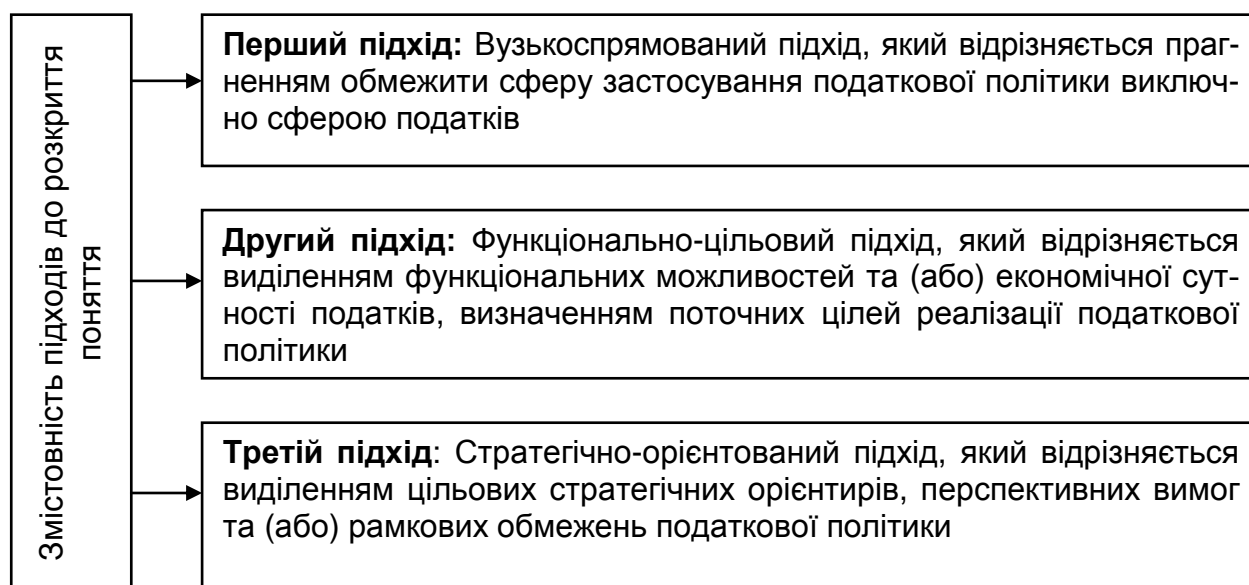 Змістовність підходів до розкриття
поняття
Перший підхід: Вузькоспрямований підхід, який відрізняється праг-
ненням обмежити сферу застосування податкової політики виключ-
но сферою податків
Другий підхід: Функціонально-цільовий підхід, який відрізняється
виділенням функціональних можливостей та (або) економічної сут-
ності податків, визначенням поточних цілей реалізації податкової
політики
Третій підхід: Стратегічно-орієнтований підхід, який відрізняється
виділенням цільових стратегічних орієнтирів, перспективних вимог
та (або) рамкових обмежень податкової політики